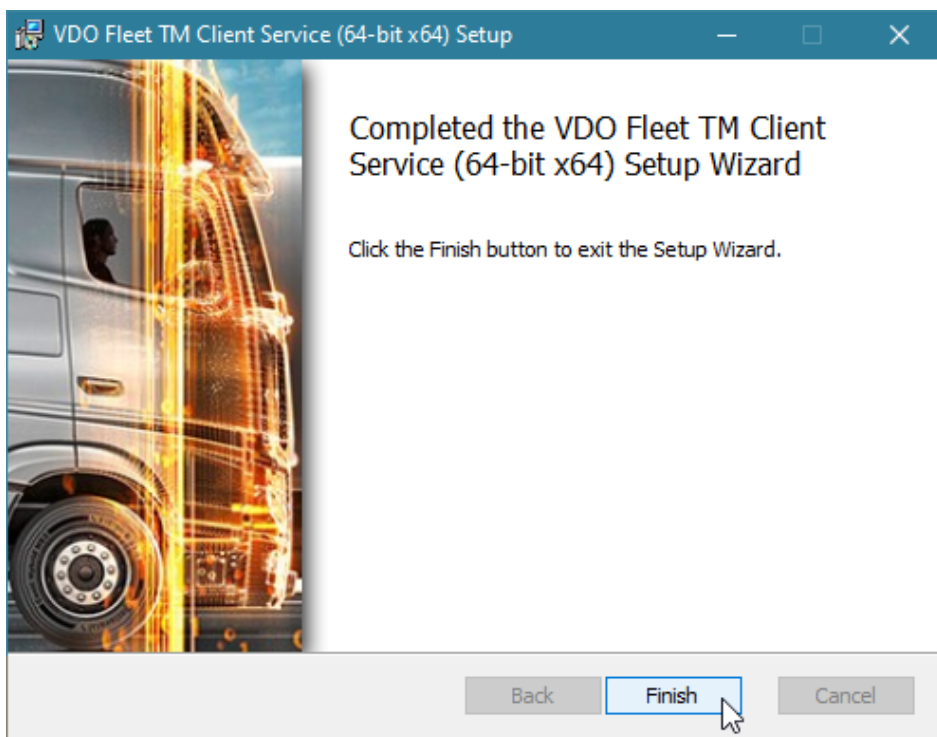 VDO Fleet TM Client Service (64-bit x64) Setup
Completed the VDO Fleet TM Client
Service (64-bit x64) Setup Wizard
Click the Finish button to exit the Setup Wizard.
Back
Finish
Cancel